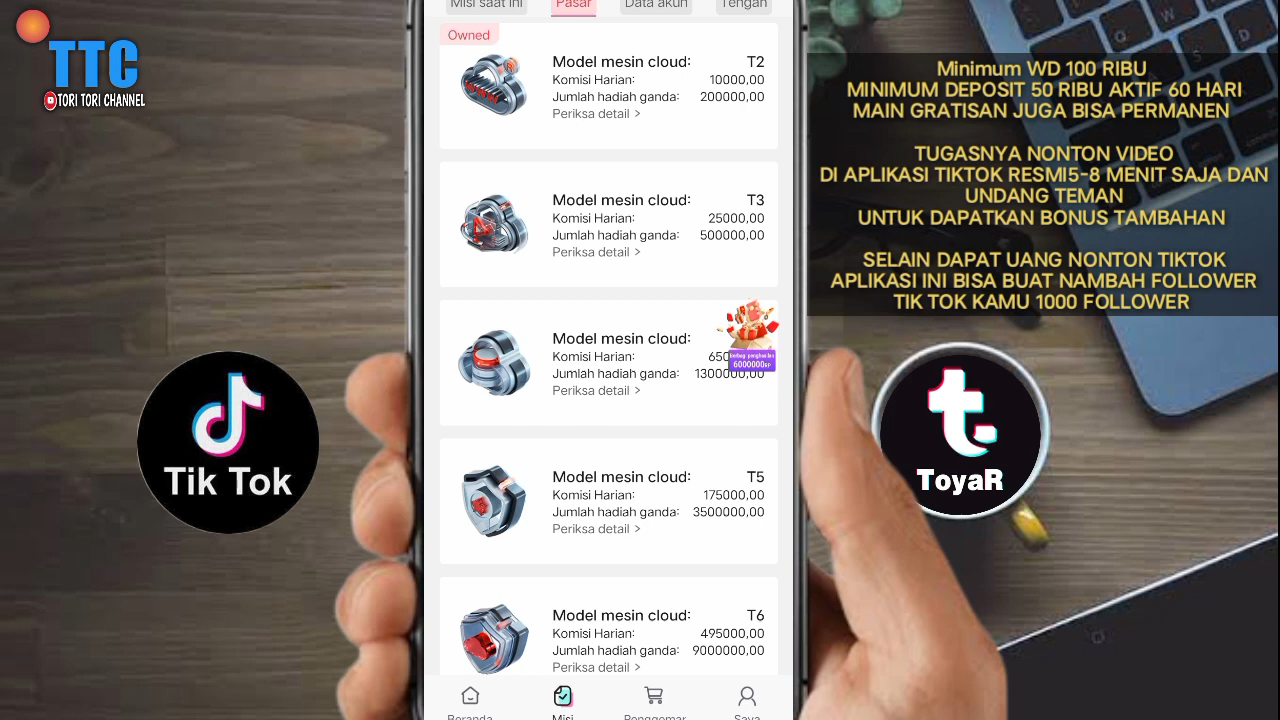 TTC
TORI TORI CHANNEL
Misi saat ini
Pasar
Data akun
Tengah
Owned
Model mesin cloud: T2
Komisi Harian: 10000,00
Jumlah hadiah ganda: 200000,00
Periksa detail >
Model mesin cloud: T3
Komisi Harian: 25000,00
Jumlah hadiah ganda: 500000,00
Periksa detail >
Model mesin cloud:
Komisi Harian: 650
Jumlah hadiah ganda: 1300000,00
Periksa detail >
Berbagi penghasilan
6000000RP
Model mesin cloud: T5
Komisi Harian: 175000,00
Jumlah hadiah ganda: 3500000,00
Periksa detail >
Model mesin cloud: T6
Komisi Harian: 495000,00
Jumlah hadiah ganda: 9000000,00
Periksa detail >
Beranda
Misi
Penggemar
Saya
Tik Tok
Minimum WD 100 RIBU
MINIMUM DEPOSIT 50 RIBU AKTIF 60 HARI
MAIN GRATISAN JUGA BISA PERMANEN
TUGASNYA NONTON VIDEO
DI APLIKASI TIKTOK RESMI5-8 MENIT SAJA DAN
UNDANG TEMAN
UNTUK DAPATKAN BONUS TAMBAHAN
SELAIN DAPAT UANG NONTON TIKTOK
APLIKASI INI BISA BUAT NAMBAH FOLLOWER
TIK TOK KAMU 1000 FOLLOWER
ToyaR